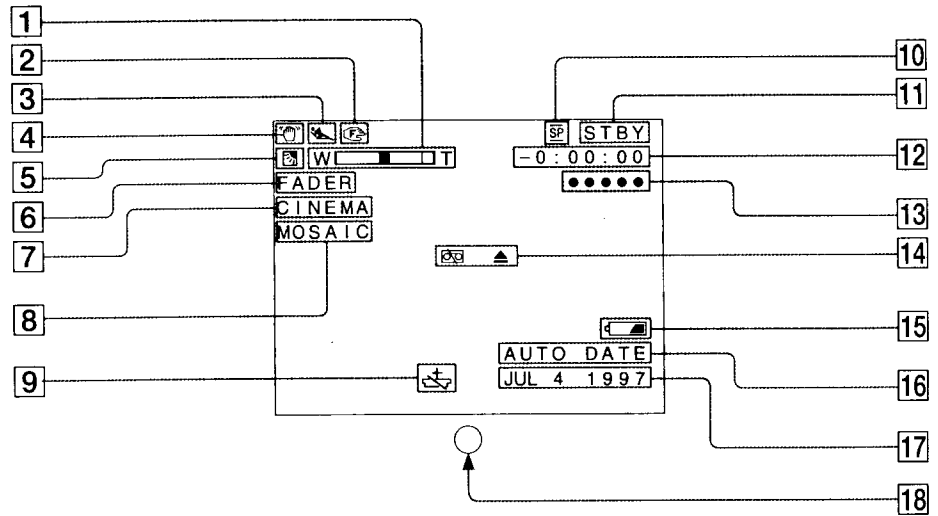 1
2
3
4
5
6
7
8
9
10
11
12
13
14
15
16
17
18
F
SP STBY
W T -0:00:00
FADER
CINEMA
MOSAIC
AUTO DATE
JUL 4 1997